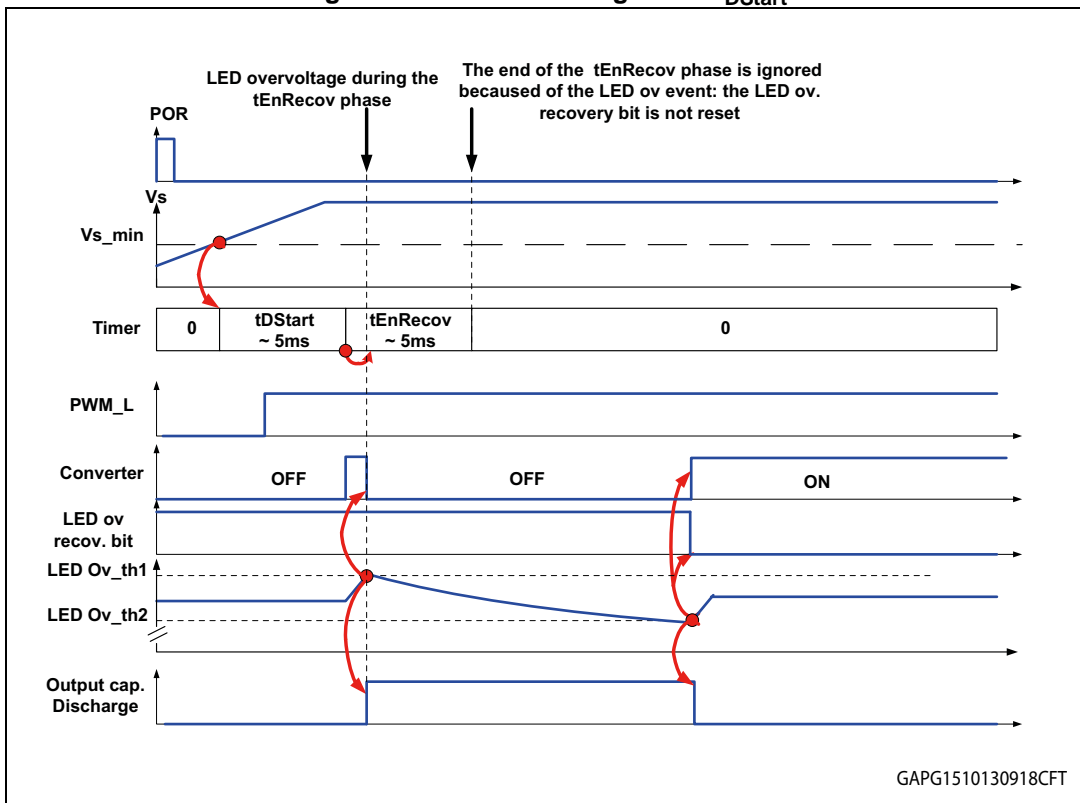 DStart
LED overvoltage during the
tEnRecov phase
The end of the tEnRecov phase is ignored
becaused of the LED ov event: the LED ov.
recovery bit is not reset
POR
Vs
Vs_min
Timer
0
tDStart
~ 5ms
tEnRecov
~ 5ms
0
PWM_L
Converter
OFF
OFF
ON
LED ov
recov. bit
LED Ov_th1
LED Ov_th2
Output cap.
Discharge
GAPG1510130918CFT